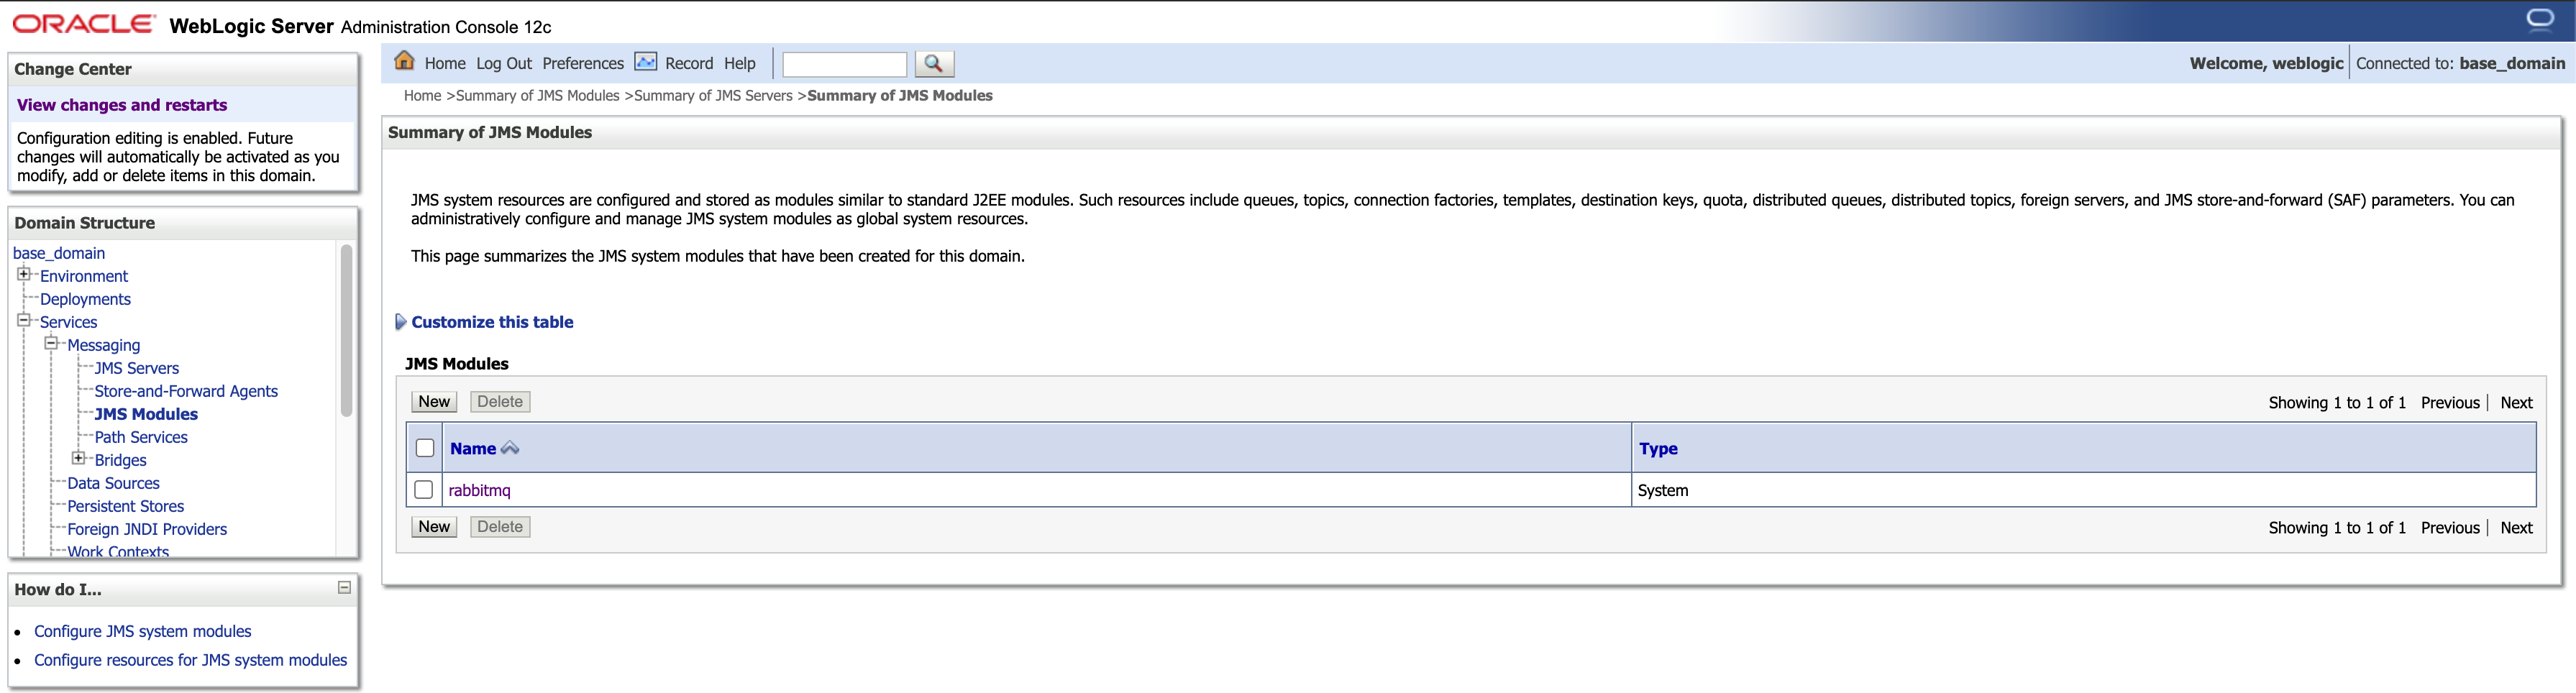 ORACLE WebLogic Server Administration Console 12c
Change Center
View changes and restarts
Configuration editing is enabled. Future
changes will automatically be activated as you
modify, add or delete items in this domain.
Domain Structure
base_domain
Environment
Deployments
Services
Messaging
JMS Servers
Store-and-Forward Agents
JMS Modules
Path Services
Bridges
Data Sources
Persistent Stores
Foreign JNDI Providers
Work Contexts
How do I...
Configure JMS system modules
Configure resources for JMS system modules
Home Log Out Preferences Record Help
Welcome, weblogic Connected to: base_domain
Home >Summary of JMS Modules >Summary of JMS Servers >Summary of JMS Modules
Summary of JMS Modules
JMS system resources are configured and stored as modules similar to standard J2EE modules. Such resources include queues, topics, connection factories, templates, destination keys, quota, distributed queues, distributed topics, foreign servers, and JMS store-and-forward (SAF) parameters. You can
administratively configure and manage JMS system modules as global system resources.
This page summarizes the JMS system modules that have been created for this domain.
Customize this table
JMS Modules
New Delete Showing 1 to 1 of 1 Previous | Next
Name Type
rabbitmq System
New Delete Showing 1 to 1 of 1 Previous | Next